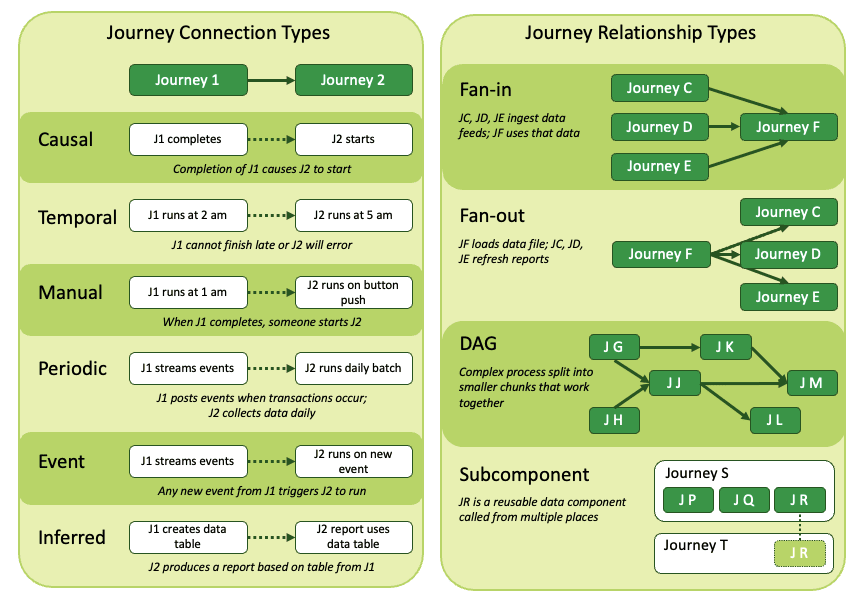 Journey Connection Types
Journey 1
Journey 2
Causal
J1 completes
J2 starts
Completion of J1 causes J2 to start
Temporal
J1 runs at 2 am
J2 runs at 5 am
J1 cannot finish late or J2 will error
Manual
J1 runs at 1 am
J2 runs on button
push
When J1 completes, someone starts J2
Periodic
J1 streams events
J2 runs daily batch
J1 posts events when transactions occur;
J2 collects data daily
Event
J1 streams events
J2 runs on new
event
Any new event from J1 triggers J2 to run
Inferred
J1 creates data
table
J2 report uses
data table
J2 produces a report based on table from J1
Journey Relationship Types
Fan-in
JC, JD, JE ingest data
feeds; JF uses that data
Journey C
Journey D
Journey E
Journey F
Fan-out
JF loads data file; JC, JD,
JE refresh reports
Journey F
Journey C
Journey D
Journey E
DAG
Complex process split into
smaller chunks that work
together
J G
J K
J J
J M
J H
J L
Subcomponent
JR is a reusable data component
called from multiple places
Journey S
J P
J Q
J R
Journey T
J R